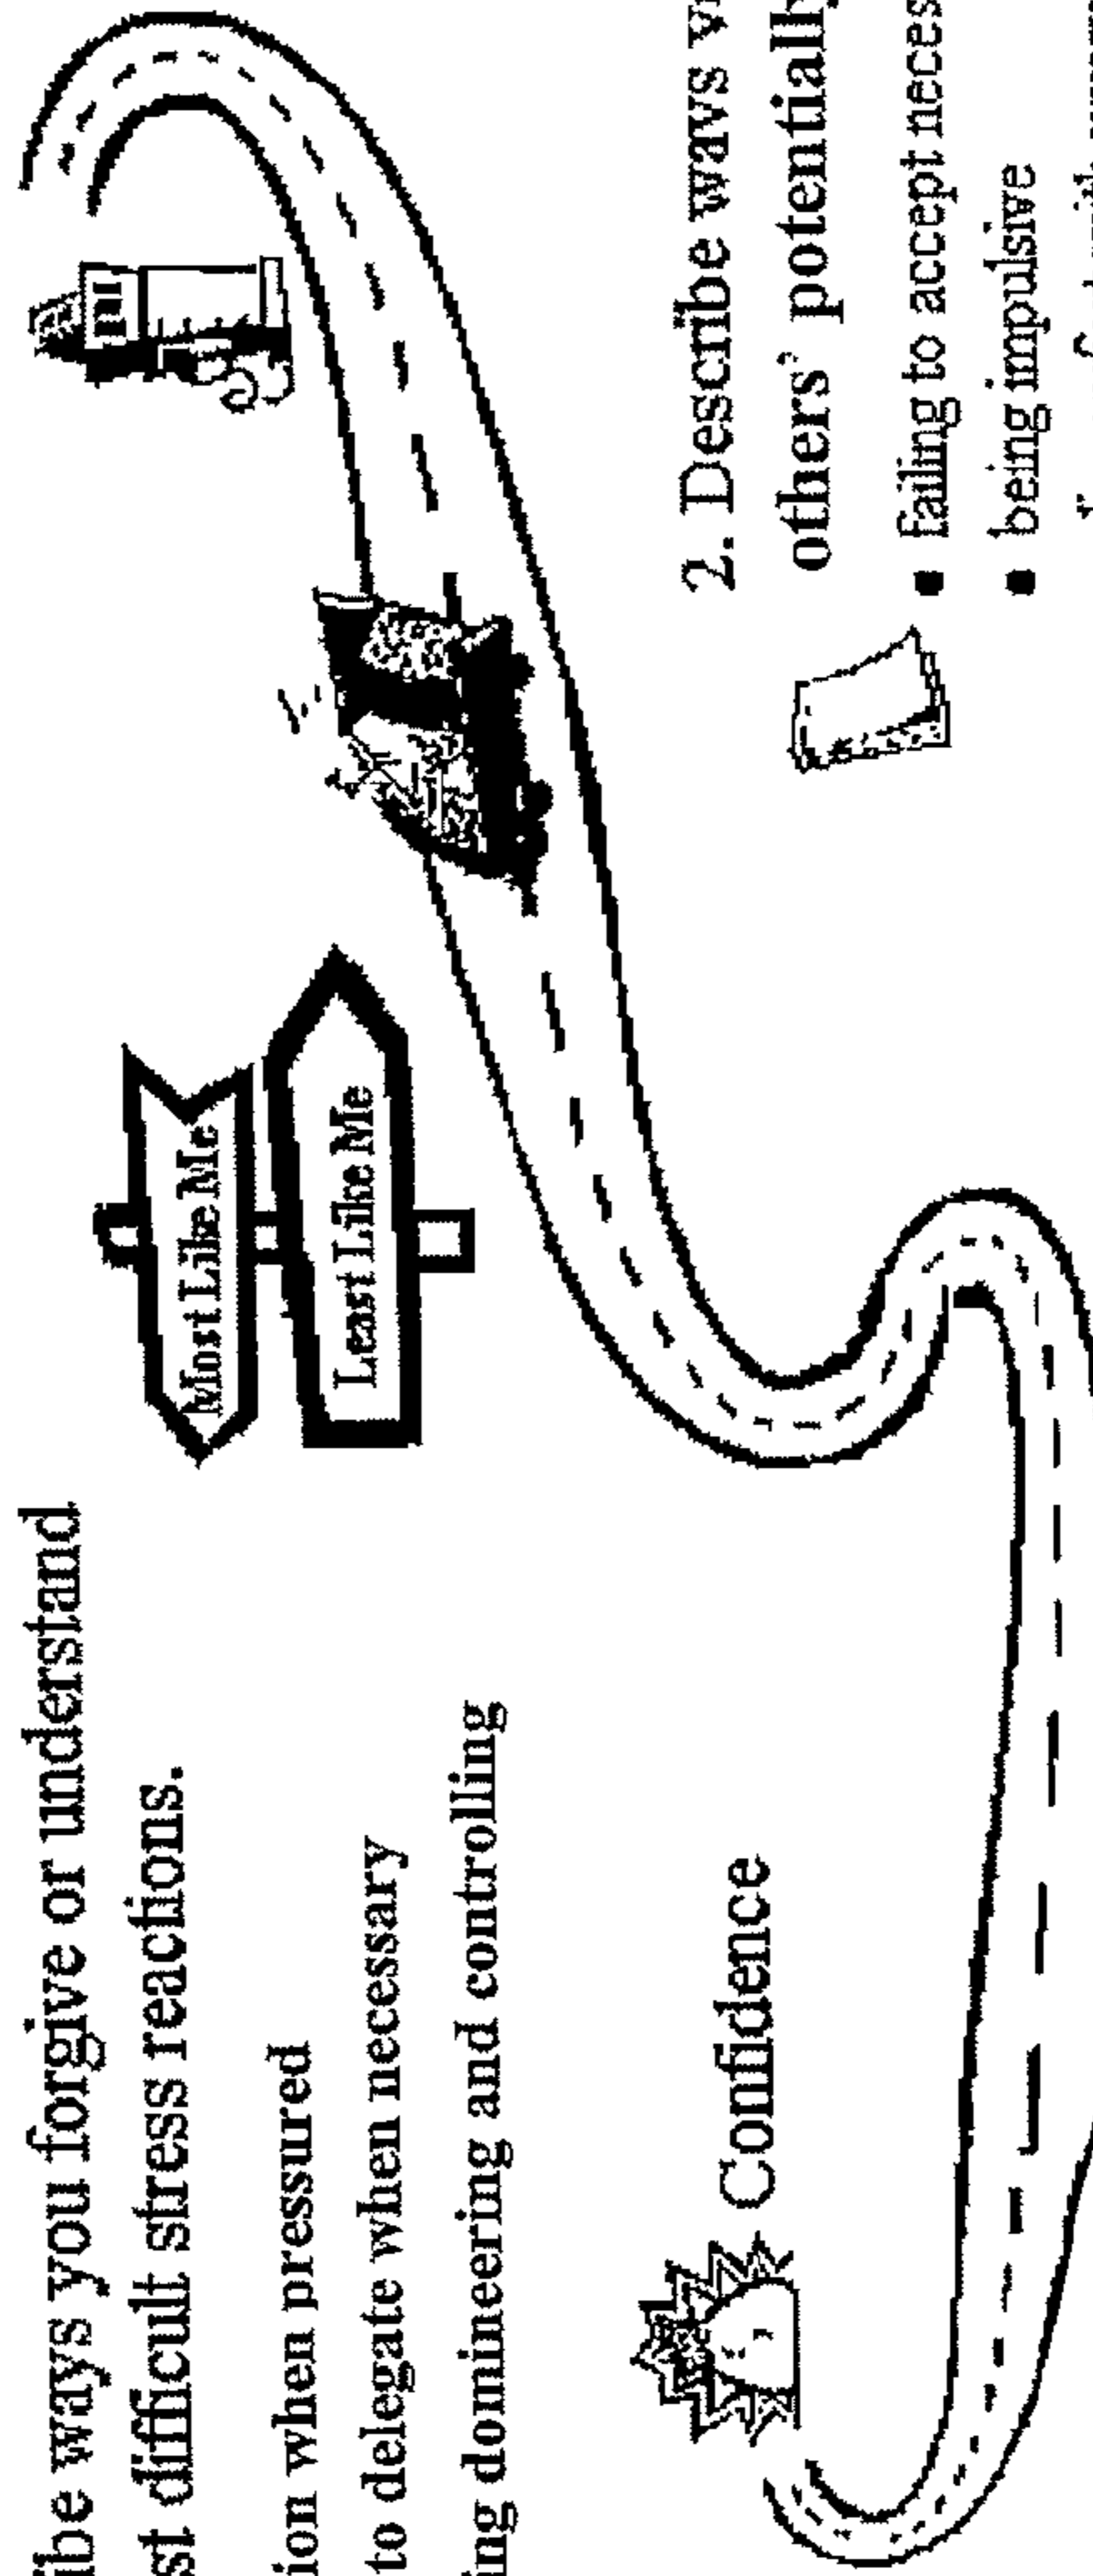 ibe ways you forgive or understand
st difficult stress reactions.
ion when pressured
to delegate when necessary
ing domineering and controlling
Most Like Me
Least Like Me
Confidence
2. Describe ways
others' potentially
• failing to accept neces
• being impulsive